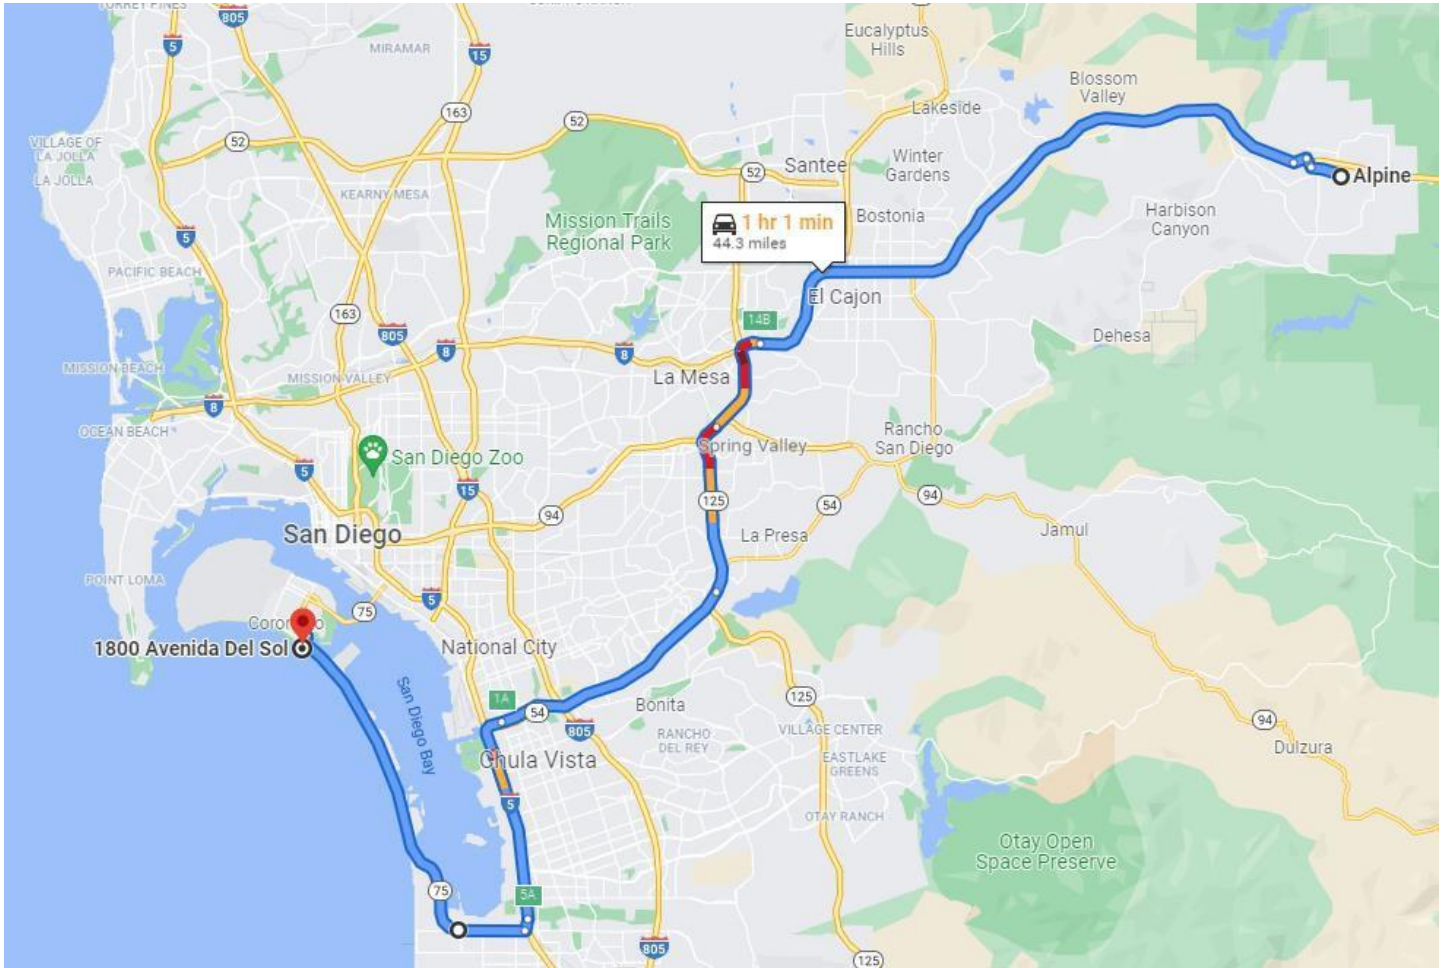 805
5
MIRAMAR
15
Eucalyptus
Hills
Blossom
Valley
Lakeside
163
52
52
VILLAGE OF
LA JOLLA
LA JOLLA
KEARNY MESA
52
Santee
Winter
Gardens
Alpine
Mission Trails
Regional Park
1 hr 1 min
44.3 miles
Bostonia
Harbison
Canyon
5
PACIFIC BEACH
El Cajon
163
805
14B
8
8
Dehesa
MISSION BEACH
MISSION VALLEY
La Mesa
8
OCEAN BEACH
Rancho
San Diego
Spring Valley
San Diego Zoo
5
15
94
125
54
94
San Diego
La Presa
Jamul
POINT LOMA
5
75
1800 Avenida Del Sol
National City
San Diego Bay
1A
54
Bonita
125
805
RANCHO
DEL REY
VILLAGE CENTER
94
Dulzura
Chula Vista
EASTLAKE
GREENS
5
OTAY RANCH
Otay Open
Space Preserve
75
5A
805
125